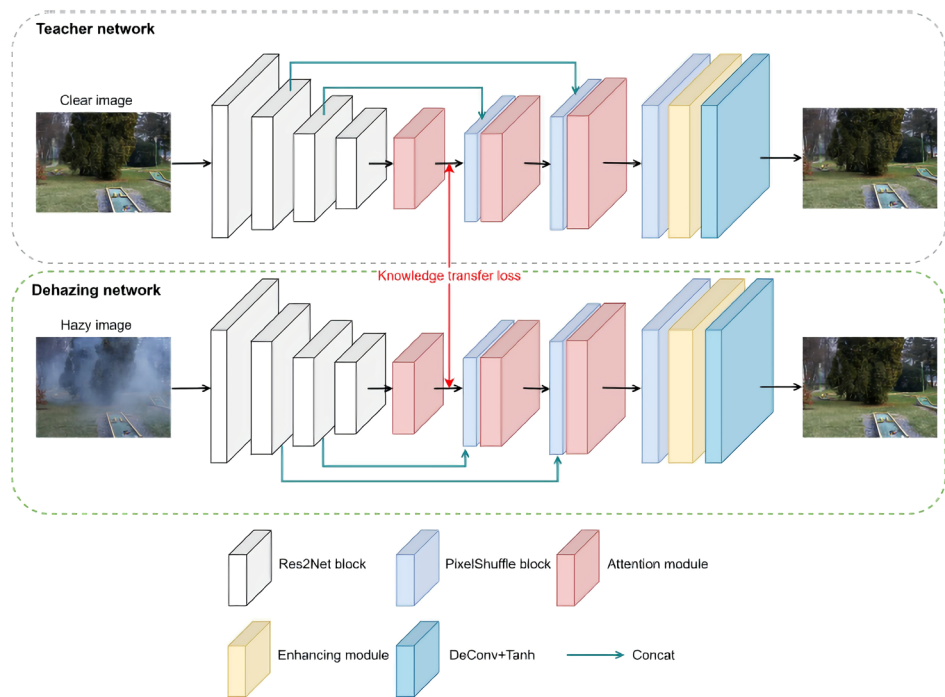 Teacher network
Clear image
Knowledge transfer loss
Dehazing network
Hazy image
Res2Net block
PixelShuffle block
Attention module
Enhancing module
DeConv+Tanh
Concat